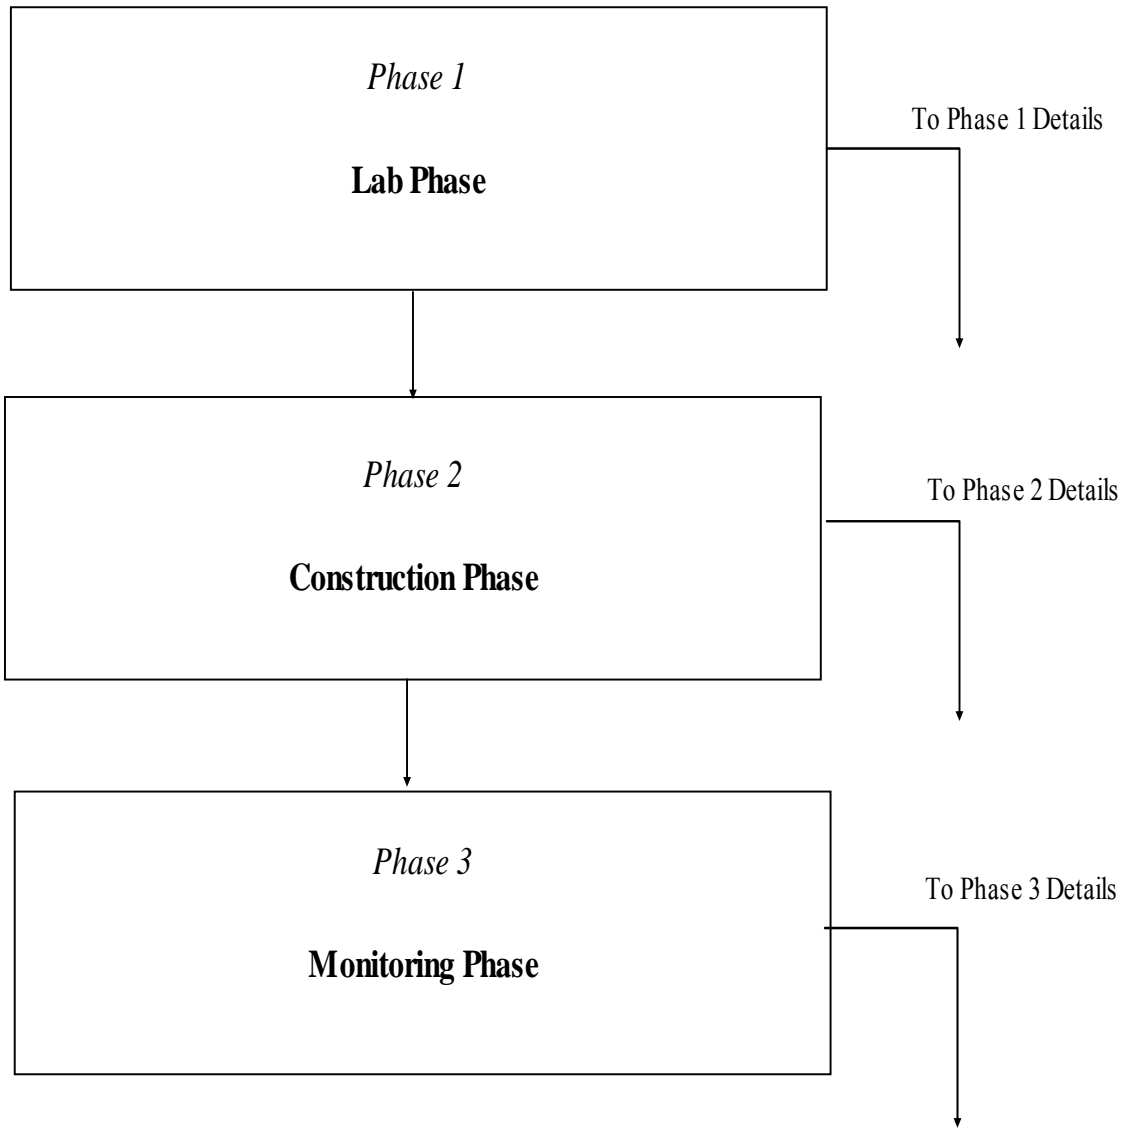 Phase 1
To Phase 1 Details
Lab Phase
Phase 2
To Phase 2 Details
Construction Phase
Phase 3
To Phase 3 Details
Monitoring Phase